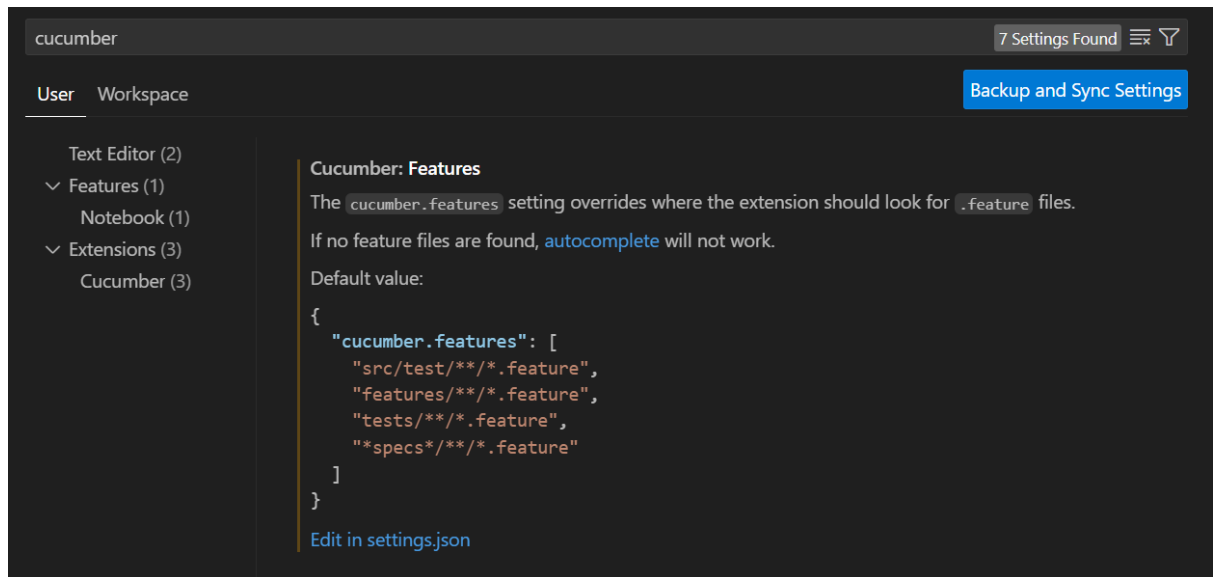 cucumber
7 Settings Found
User Workspace
Backup and Sync Settings
Text Editor (2)
Features (1)
Notebook (1)
Extensions (3)
Cucumber (3)
Cucumber: Features
The cucumber.features setting overrides where the extension should look for .feature files.
If no feature files are found, autocomplete will not work.
Default value:
{
  "cucumber.features": [
    "src/test/**/*.feature",
    "features/**/*.feature",
    "tests/**/*.feature",
    "*specs*/**/*.feature"
  ]
}
Edit in settings.json